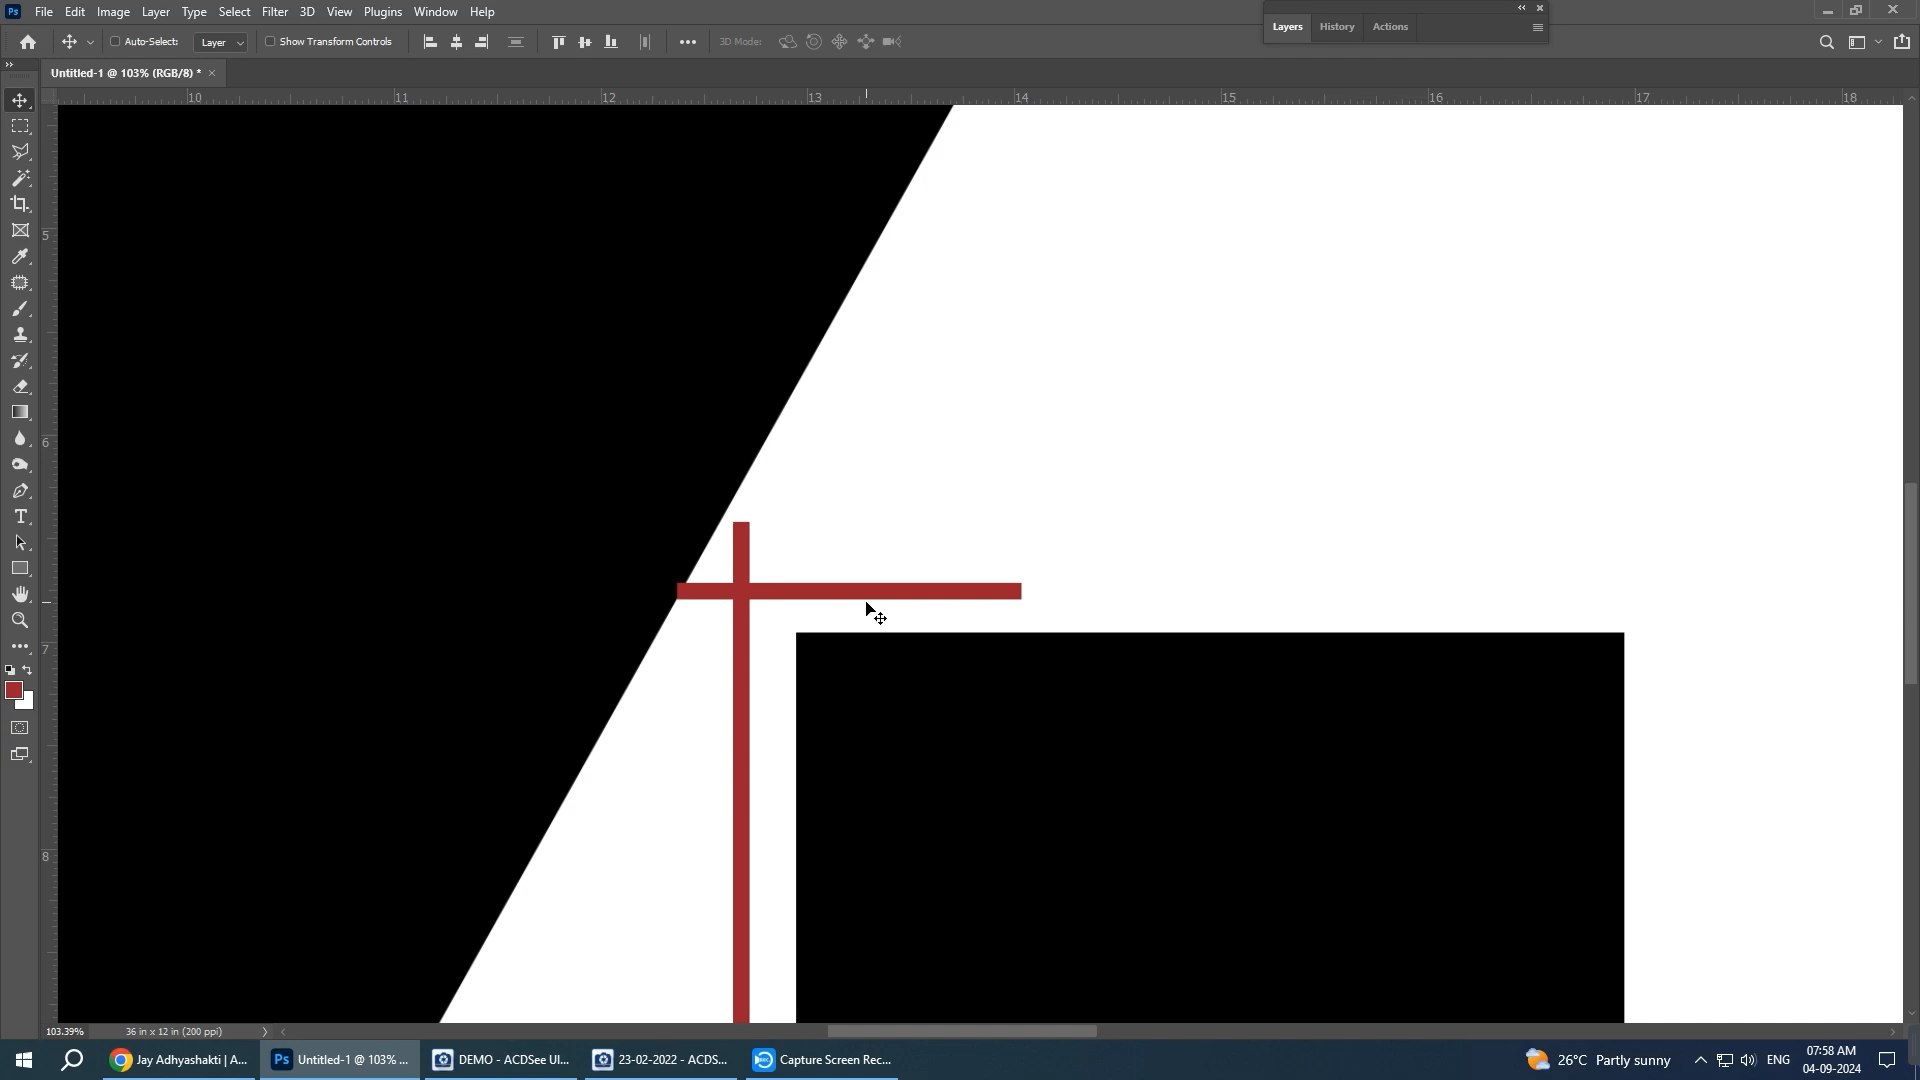 Ps File Edit Image Layer Type Select Filter 3D View Plugins Window Help
Layers History Actions
Auto-Select: Layer Show Transform Controls 3D Mode:
Untitled-1 @ 103% (RGB/8) *
10 11 12 13 14 15 16 17 18
5
6
7
8
T
103.39% 36 in x 12 in (200 ppi)
Jay Adhyashakti | A... Ps Untitled-1 @ 103% ... DEMO - ACDSee Ul... 23-02-2022 - ACDS... REC Capture Screen Rec... 26°C Partly sunny ENG 07:58 AM
04-09-2024